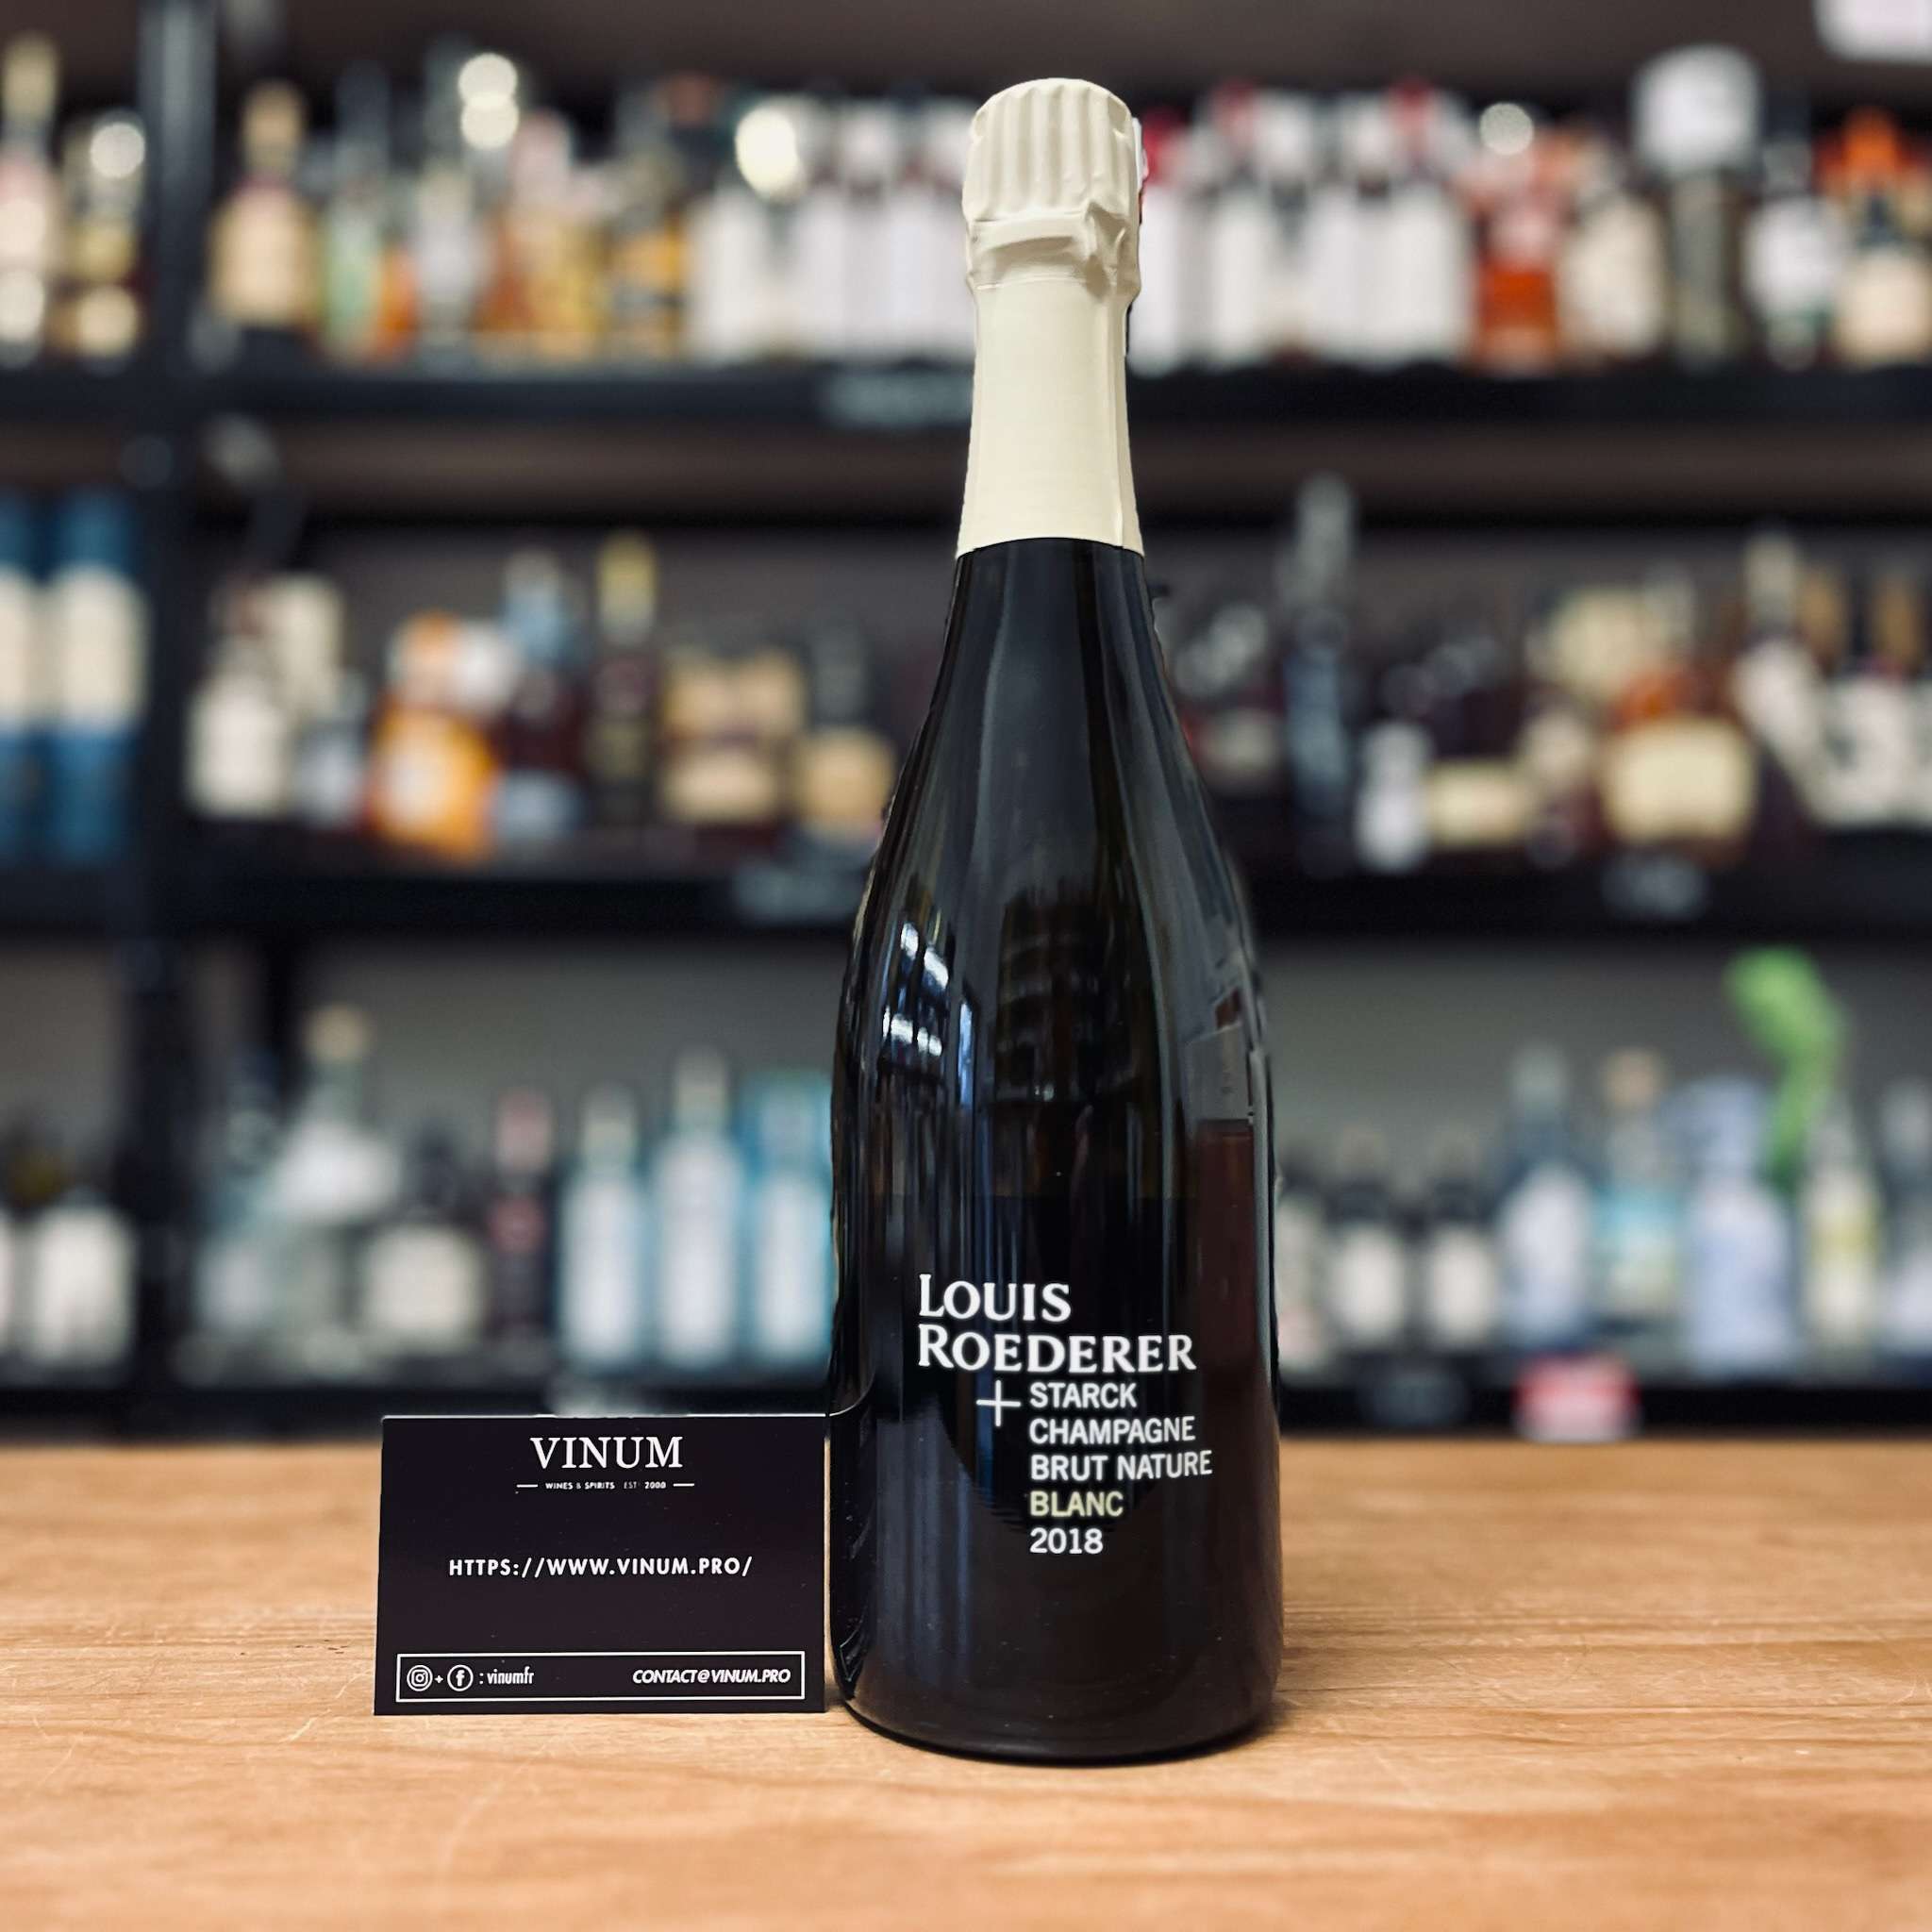 LOUIS
ROEDERER
+ STARCK
CHAMPAGNE
BRUT NATURE
BLANC
2018
VINUM
WINES & SPIRITS EST 2000
HTTPS://WWW.VINUM.PRO/
+ : vinumfr CONTACT@VINUM.PRO